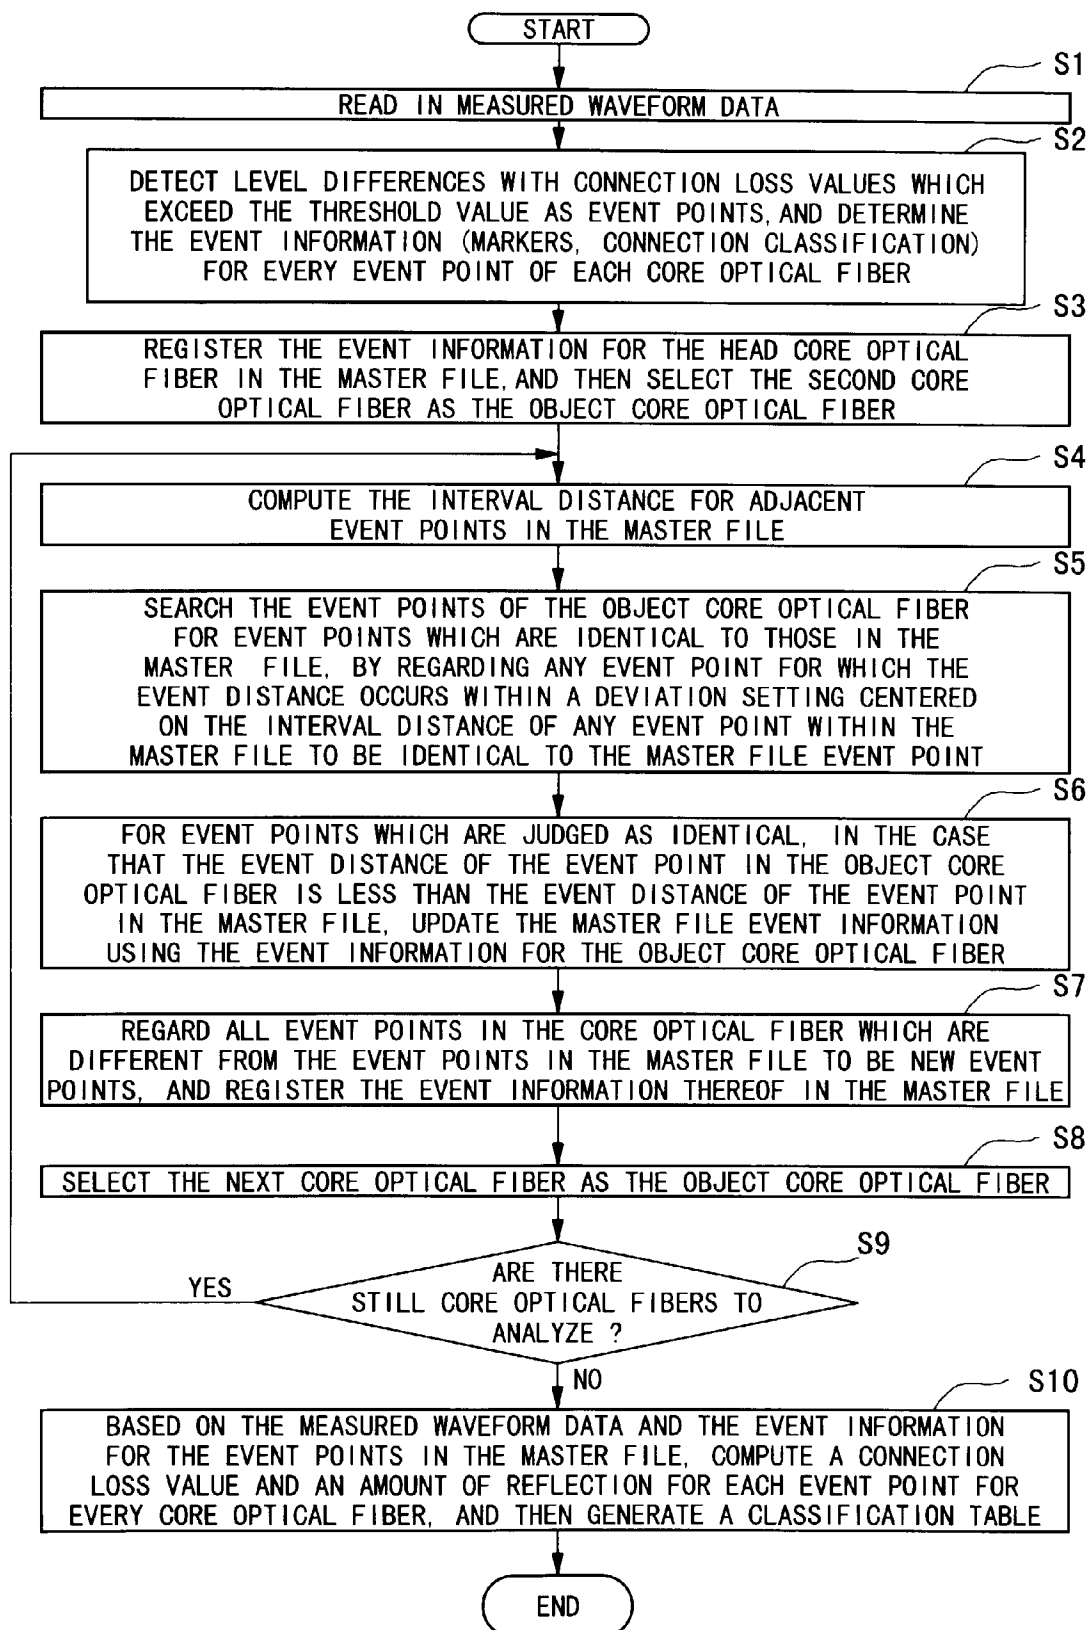 START
S1
READ IN MEASURED WAVEFORM DATA
S2
DETECT LEVEL DIFFERENCES WITH CONNECTION LOSS VALUES WHICH
EXCEED THE THRESHOLD VALUE AS EVENT POINTS, AND DETERMINE
THE EVENT INFORMATION (MARKERS, CONNECTION CLASSIFICATION)
FOR EVERY EVENT POINT OF EACH CORE OPTICAL FIBER
S3
REGISTER THE EVENT INFORMATION FOR THE HEAD CORE OPTICAL
FIBER IN THE MASTER FILE, AND THEN SELECT THE SECOND CORE
OPTICAL FIBER AS THE OBJECT CORE OPTICAL FIBER
S4
COMPUTE THE INTERVAL DISTANCE FOR ADJACENT
EVENT POINTS IN THE MASTER FILE
S5
SEARCH THE EVENT POINTS OF THE OBJECT CORE OPTICAL FIBER
FOR EVENT POINTS WHICH ARE IDENTICAL TO THOSE IN THE
MASTER FILE, BY REGARDING ANY EVENT POINT FOR WHICH THE
EVENT DISTANCE OCCURS WITHIN A DEVIATION SETTING CENTERED
ON THE INTERVAL DISTANCE OF ANY EVENT POINT WITHIN THE
MASTER FILE TO BE IDENTICAL TO THE MASTER FILE EVENT POINT
S6
FOR EVENT POINTS WHICH ARE JUDGED AS IDENTICAL, IN THE CASE
THAT THE EVENT DISTANCE OF THE EVENT POINT IN THE OBJECT CORE
OPTICAL FIBER IS LESS THAN THE EVENT DISTANCE OF THE EVENT POINT
IN THE MASTER FILE, UPDATE THE MASTER FILE EVENT INFORMATION
USING THE EVENT INFORMATION FOR THE OBJECT CORE OPTICAL FIBER
S7
REGARD ALL EVENT POINTS IN THE CORE OPTICAL FIBER WHICH ARE
DIFFERENT FROM THE EVENT POINTS IN THE MASTER FILE TO BE NEW EVENT
POINTS, AND REGISTER THE EVENT INFORMATION THEREOF IN THE MASTER FILE
S8
SELECT THE NEXT CORE OPTICAL FIBER AS THE OBJECT CORE OPTICAL FIBER
S9
ARE THERE
STILL CORE OPTICAL FIBERS TO
ANALYZE ?
YES
NO
S10
BASED ON THE MEASURED WAVEFORM DATA AND THE EVENT INFORMATION
FOR THE EVENT POINTS IN THE MASTER FILE, COMPUTE A CONNECTION
LOSS VALUE AND AN AMOUNT OF REFLECTION FOR EACH EVENT POINT FOR
EVERY CORE OPTICAL FIBER, AND THEN GENERATE A CLASSIFICATION TABLE
END